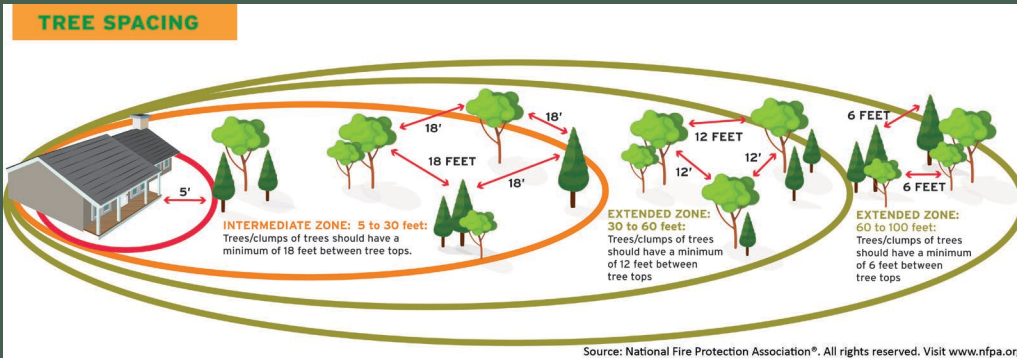 TREE SPACING
5'
18'
18'
18 FEET
18'
INTERMEDIATE ZONE: 5 to 30 feet:
Trees/clumps of trees should have a
minimum of 18 feet between tree tops.
12 FEET
12'
12'
EXTENDED ZONE:
30 to 60 feet:
Trees/clumps of trees
should have a minimum
of 12 feet between
tree tops
6 FEET
6 FEET
EXTENDED ZONE:
60 to 100 feet:
Trees/clumps of trees
should have a minimum
of 6 feet between
tree tops
Source: National Fire Protection Association®. All rights reserved. Visit www.nfpa.or